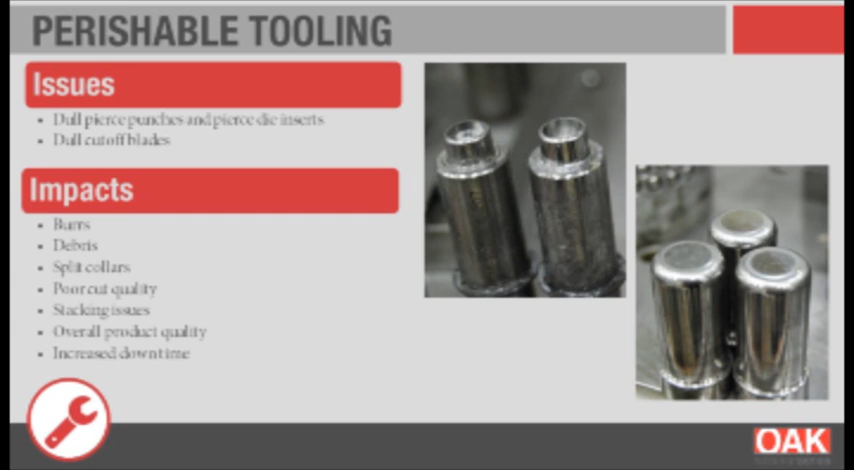 PERISHABLE TOOLING
Issues
▪ Dull pierce punches and pierce die inserts
▪ Dull cutoff blades
Impacts
▪ Burrs
▪ Debris
▪ Split collars
▪ Poor cut quality
▪ Stacking issues
▪ Overall product quality
▪ Increased downtime
OAK